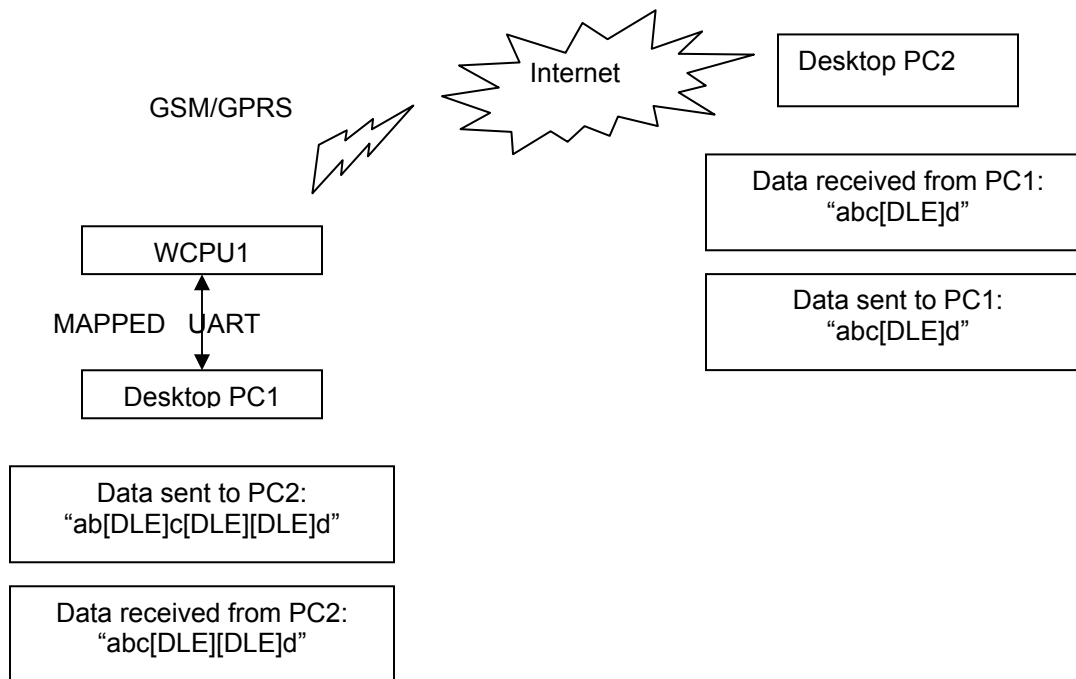 Internet
Desktop PC2
GSM/GPRS
Data received from PC1:
“abc[DLE]d”
WCPU1
Data sent to PC1:
“abc[DLE]d”
MAPPED UART
Desktop PC1
Data sent to PC2:
“ab[DLE]c[DLE][DLE]d”
Data received from PC2:
“abc[DLE][DLE]d”